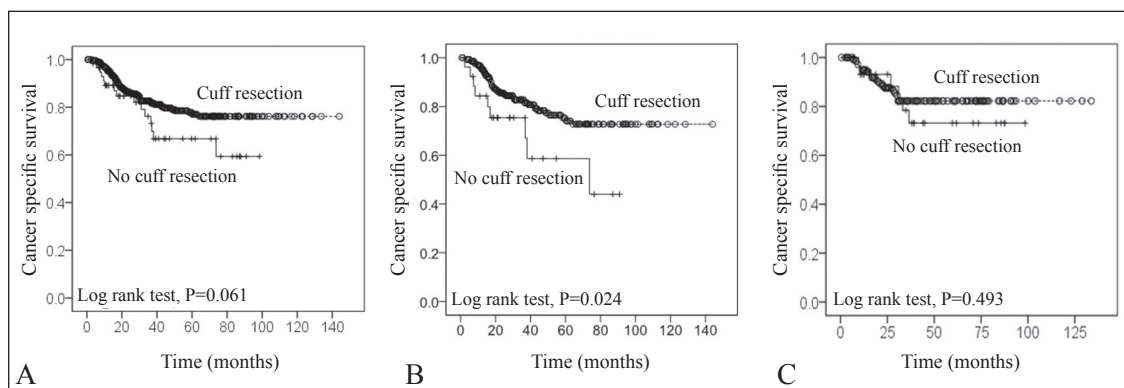 Cancer specific survival
1.0
0.8
0.6
0.4
0.2
0.0
Cuff resection
No cuff resection
Log rank test, P=0.061
0 20 40 60 80 100 120 140
Time (months)
A
Cancer specific survival
1.0
0.8
0.6
0.4
0.2
0.0
Cuff resection
No cuff resection
Log rank test, P=0.024
0 20 40 60 80 100 120 140
Time (months)
B
Cancer specific survival
1.0
0.8
0.6
0.4
0.2
0.0
Cuff resection
No cuff resection
Log rank test, P=0.493
0 25 50 75 100 125
Time (months)
C